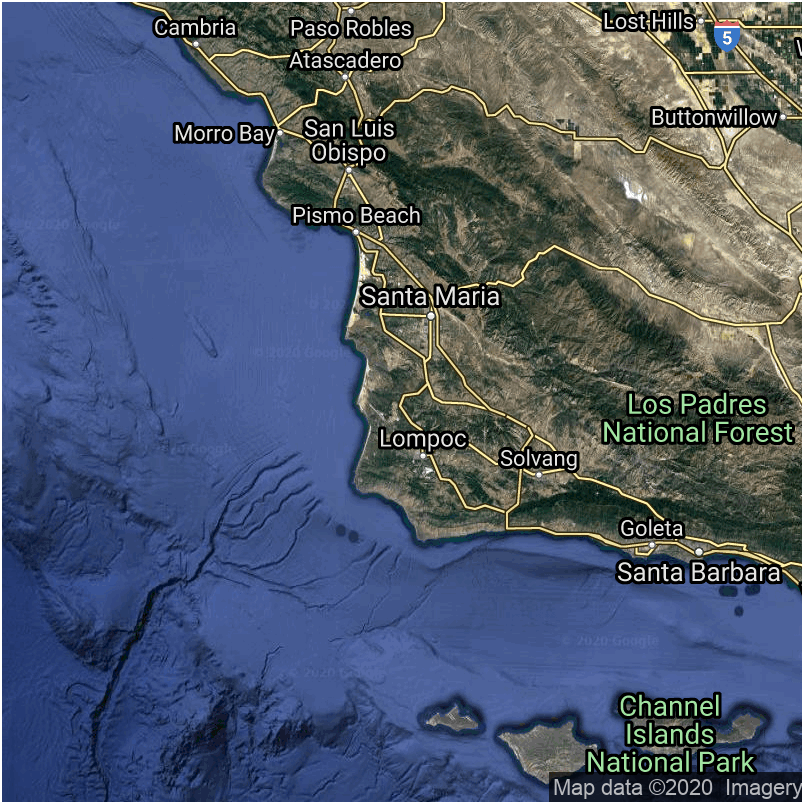 Cambria
Paso Robles
Lost Hills
5
Atascadero
Buttonwillow
Morro Bay
San Luis
Obispo
Pismo Beach
© 2020 Google
Santa Maria
© 2020 Google
Los Padres
National Forest
Lompoc
© 2020 Google
Solvang
Goleta
Santa Barbara
© 2020 Google
© 2020 Google
Channel
Islands
National Park
Map data ©2020 Imagery